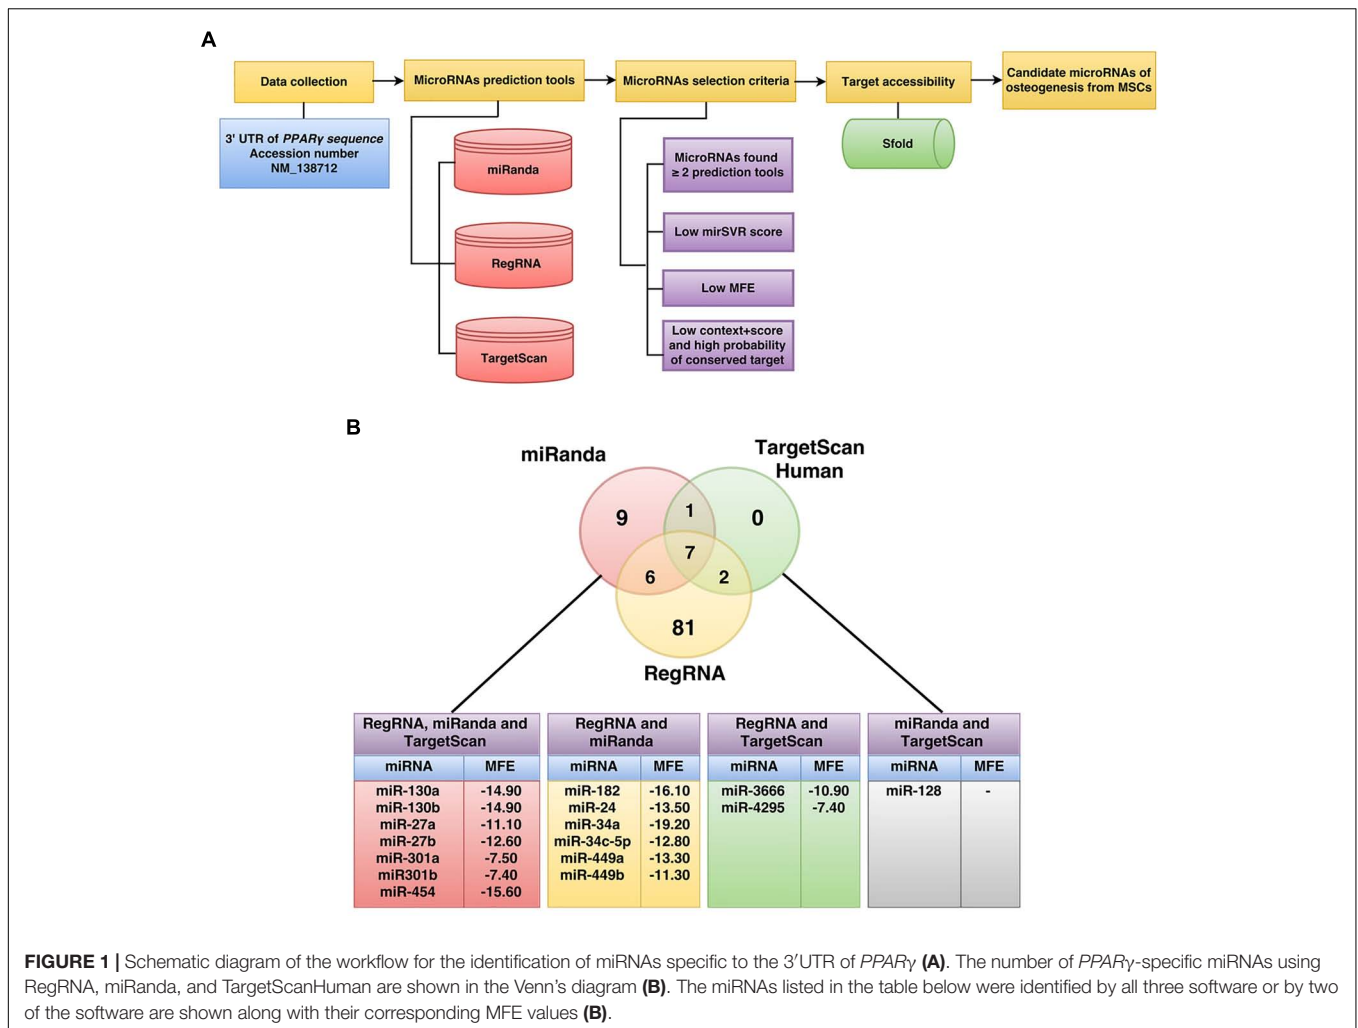 A
Data collection
MicroRNAs prediction tools
MicroRNAs selection criteria
Target accessibility
Candidate microRNAs of
osteogenesis from MSCs
3' UTR of PPARγ sequence
Accession number
NM_138712
miRanda
RegRNA
TargetScan
MicroRNAs found
≥ 2 prediction tools
Low mirSVR score
Low MFE
Low context+score
and high probability
of conserved target
Sfold
B
miRanda
TargetScan
Human
9
1
0
7
6
2
81
RegRNA
RegRNA, miRanda and
TargetScan
miRNA MFE
miR-130a -14.90
miR-130b -14.90
miR-27a -11.10
miR-27b -12.60
miR-301a -7.50
miR301b -7.40
miR-454 -15.60
RegRNA and
miRanda
miRNA MFE
miR-182 -16.10
miR-24 -13.50
miR-34a -19.20
miR-34c-5p -12.80
miR-449a -13.30
miR-449b -11.30
RegRNA and
TargetScan
miRNA MFE
miR-3666 -10.90
miR-4295 -7.40
miRanda and
TargetScan
miRNA MFE
miR-128 -
FIGURE 1 | Schematic diagram of the workflow for the identification of miRNAs specific to the 3′UTR of PPARγ (A). The number of PPARγ-specific miRNAs using
RegRNA, miRanda, and TargetScanHuman are shown in the Venn's diagram (B). The miRNAs listed in the table below were identified by all three software or by two
of the software are shown along with their corresponding MFE values (B).